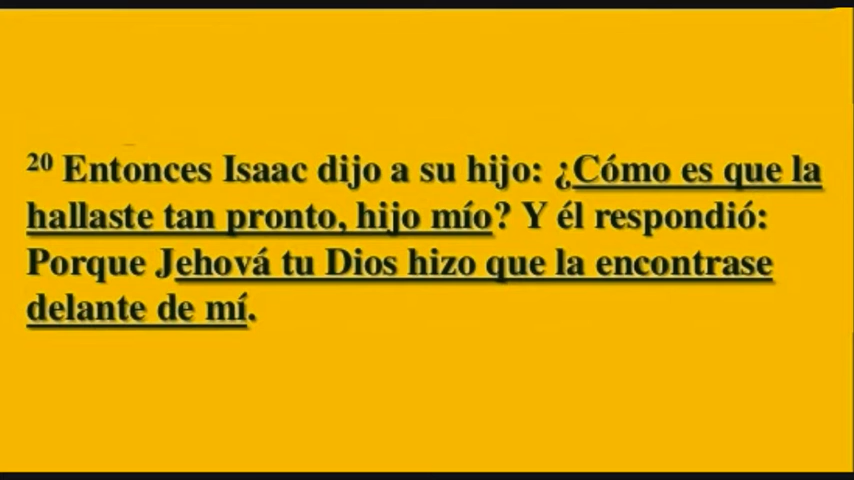 20 Entonces Isaac dijo a su hijo: ¿Cómo es que la
hallaste tan pronto, hijo mío? Y él respondió:
Porque Jehová tu Dios hizo que la encontrase
delante de mí.